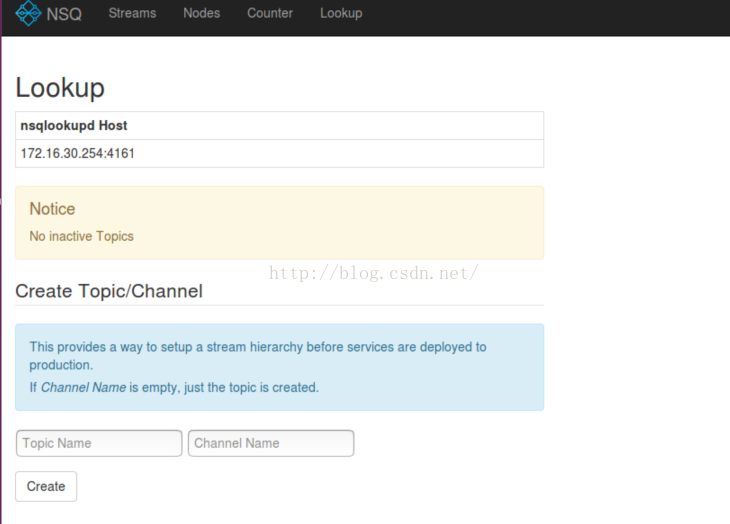 NSQ Streams Nodes Counter Lookup
Lookup
nsqlookupd Host
172.16.30.254:4161
Notice
No inactive Topics
http://blog.csdn.net/
Create Topic/Channel
This provides a way to setup a stream hierarchy before services are deployed to
production.
If Channel Name is empty, just the topic is created.
Topic Name Channel Name
Create